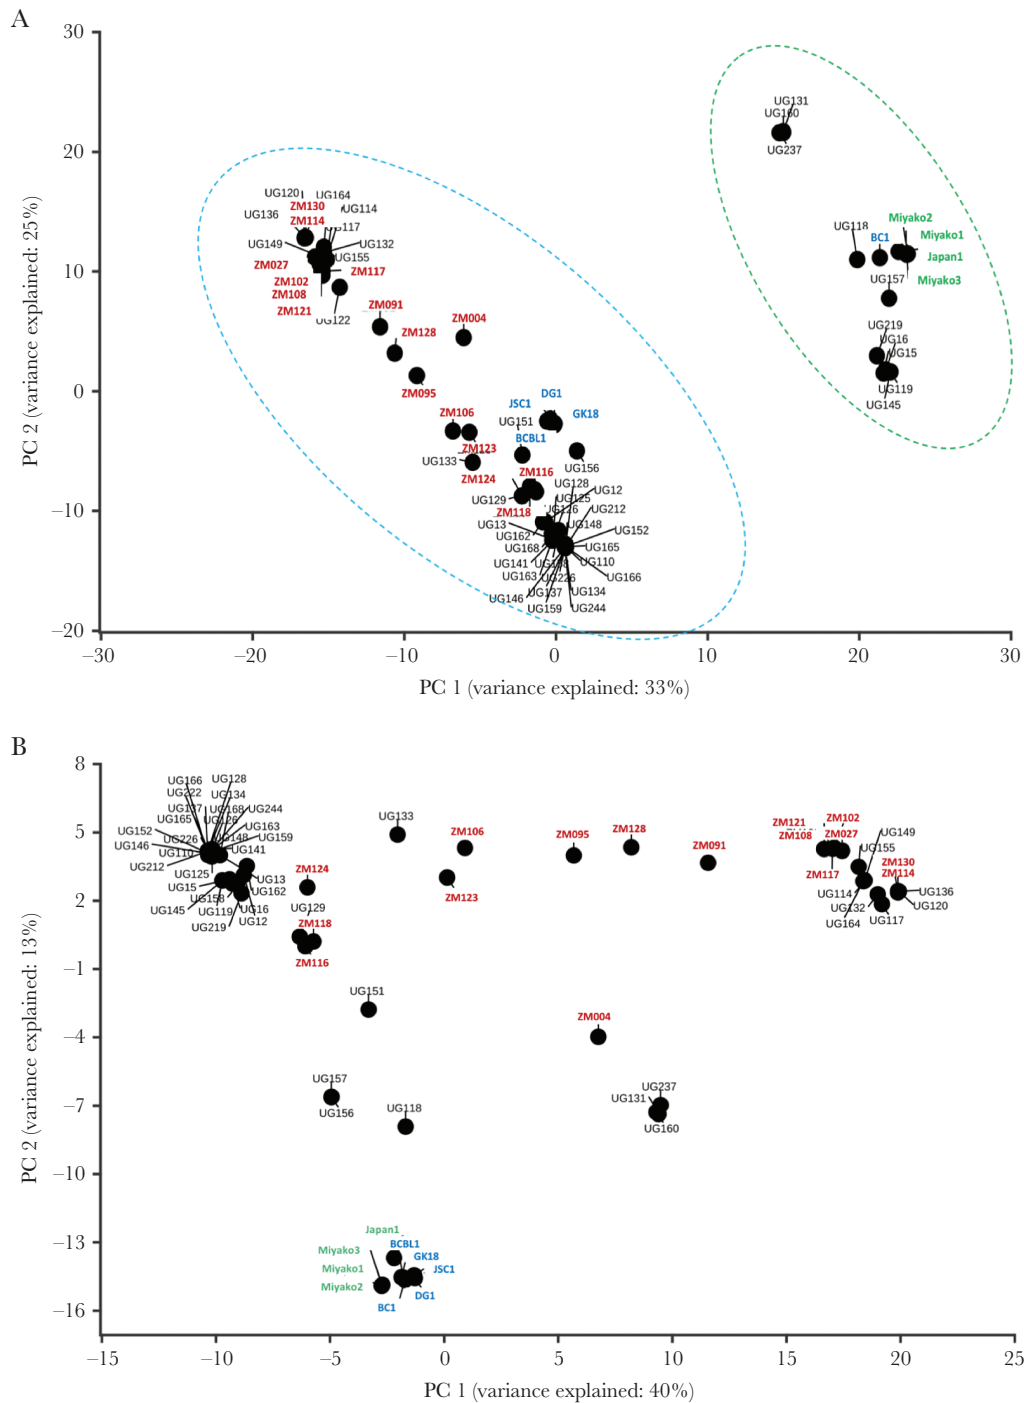 A
30
20
10
0
−10
−20
−30
−20
−10
0
10
20
30
PC 1 (variance explained: 33%)
PC 2 (variance explained: 25%)
UG131
UG160
UG237
UG120
UG164
ZM130
UG114
UG136
ZM114
UG149
UG132
UG155
ZM027
ZM117
ZM102
ZM108
ZM121
UG122
ZM091
ZM128
ZM004
ZM095
UG118
BC1
Miyako2
Miyako1
Japan1
Miyako3
UG157
UG219
UG16
UG15
UG119
UG145
DG1
JSC1
GK18
ZM106
UG151
BCBL1
ZM123
UG133
ZM124
UG156
ZM116
UG128
UG12
UG129
UG125
ZM118
UG126
UG212
UG13
UG148
UG152
UG162
UG168
UG165
UG141
UG110
UG163
UG226
UG166
UG137
UG134
UG146
UG159
UG244
B
8
5
2
−1
−4
−7
−10
−13
−16
−15
−10
−5
0
5
10
15
20
25
PC 1 (variance explained: 40%)
PC 2 (variance explained: 13%)
UG166
UG128
UG222
UG134
UG137
UG168
UG244
UG165
UG126
UG163
UG152
UG148
UG159
UG226
UG146
UG141
UG110
UG212
UG125
UG13
UG15
UG162
UG158
UG145
UG119
UG16
UG12
UG219
UG133
ZM106
ZM123
ZM095
ZM128
ZM091
ZM124
UG129
ZM118
ZM116
UG151
ZM121
ZM102
ZM108
ZM027
UG149
UG155
ZM117
ZM130
ZM114
UG114
UG136
UG132
UG120
UG164
UG117
ZM004
UG157
UG156
UG118
UG237
UG131
UG160
Japan1
BCBL1
Miyako3
GK18
Miyako1
JSC1
Miyako2
DG1
BC1